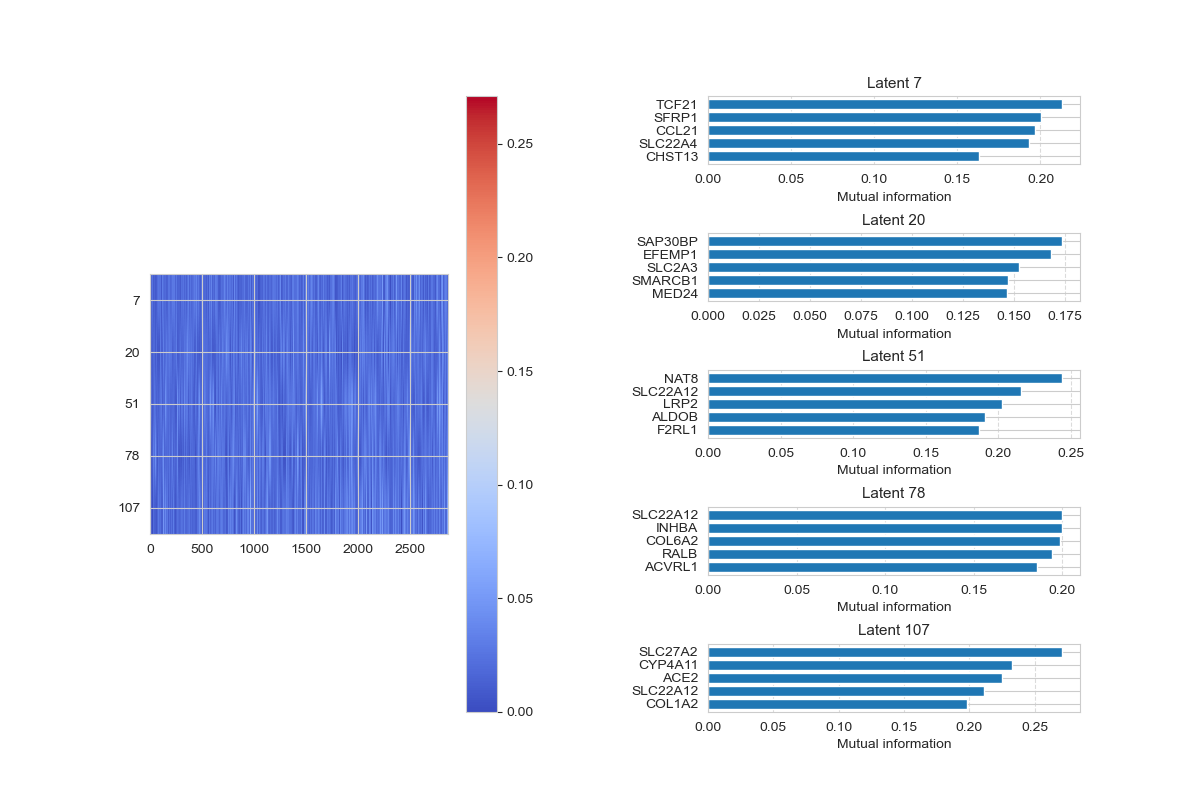 7
20
51
78
107
0 500 1000 1500 2000 2500
0.25
0.20
0.15
0.10
0.05
0.00
Latent 7
TCF21
SFRP1
CCL21
SLC22A4
CHST13
0.00 0.05 0.10 0.15 0.20
Mutual information
Latent 20
SAP30BP
EFEMP1
SLC2A3
SMARCB1
MED24
0.000 0.025 0.050 0.075 0.100 0.125 0.150 0.175
Mutual information
Latent 51
NAT8
SLC22A12
LRP2
ALDOB
F2RL1
0.00 0.05 0.10 0.15 0.20 0.25
Mutual information
Latent 78
SLC22A12
INHBA
COL6A2
RALB
ACVRL1
0.00 0.05 0.10 0.15 0.20
Mutual information
Latent 107
SLC27A2
CYP4A11
ACE2
SLC22A12
COL1A2
0.00 0.05 0.10 0.15 0.20 0.25
Mutual information